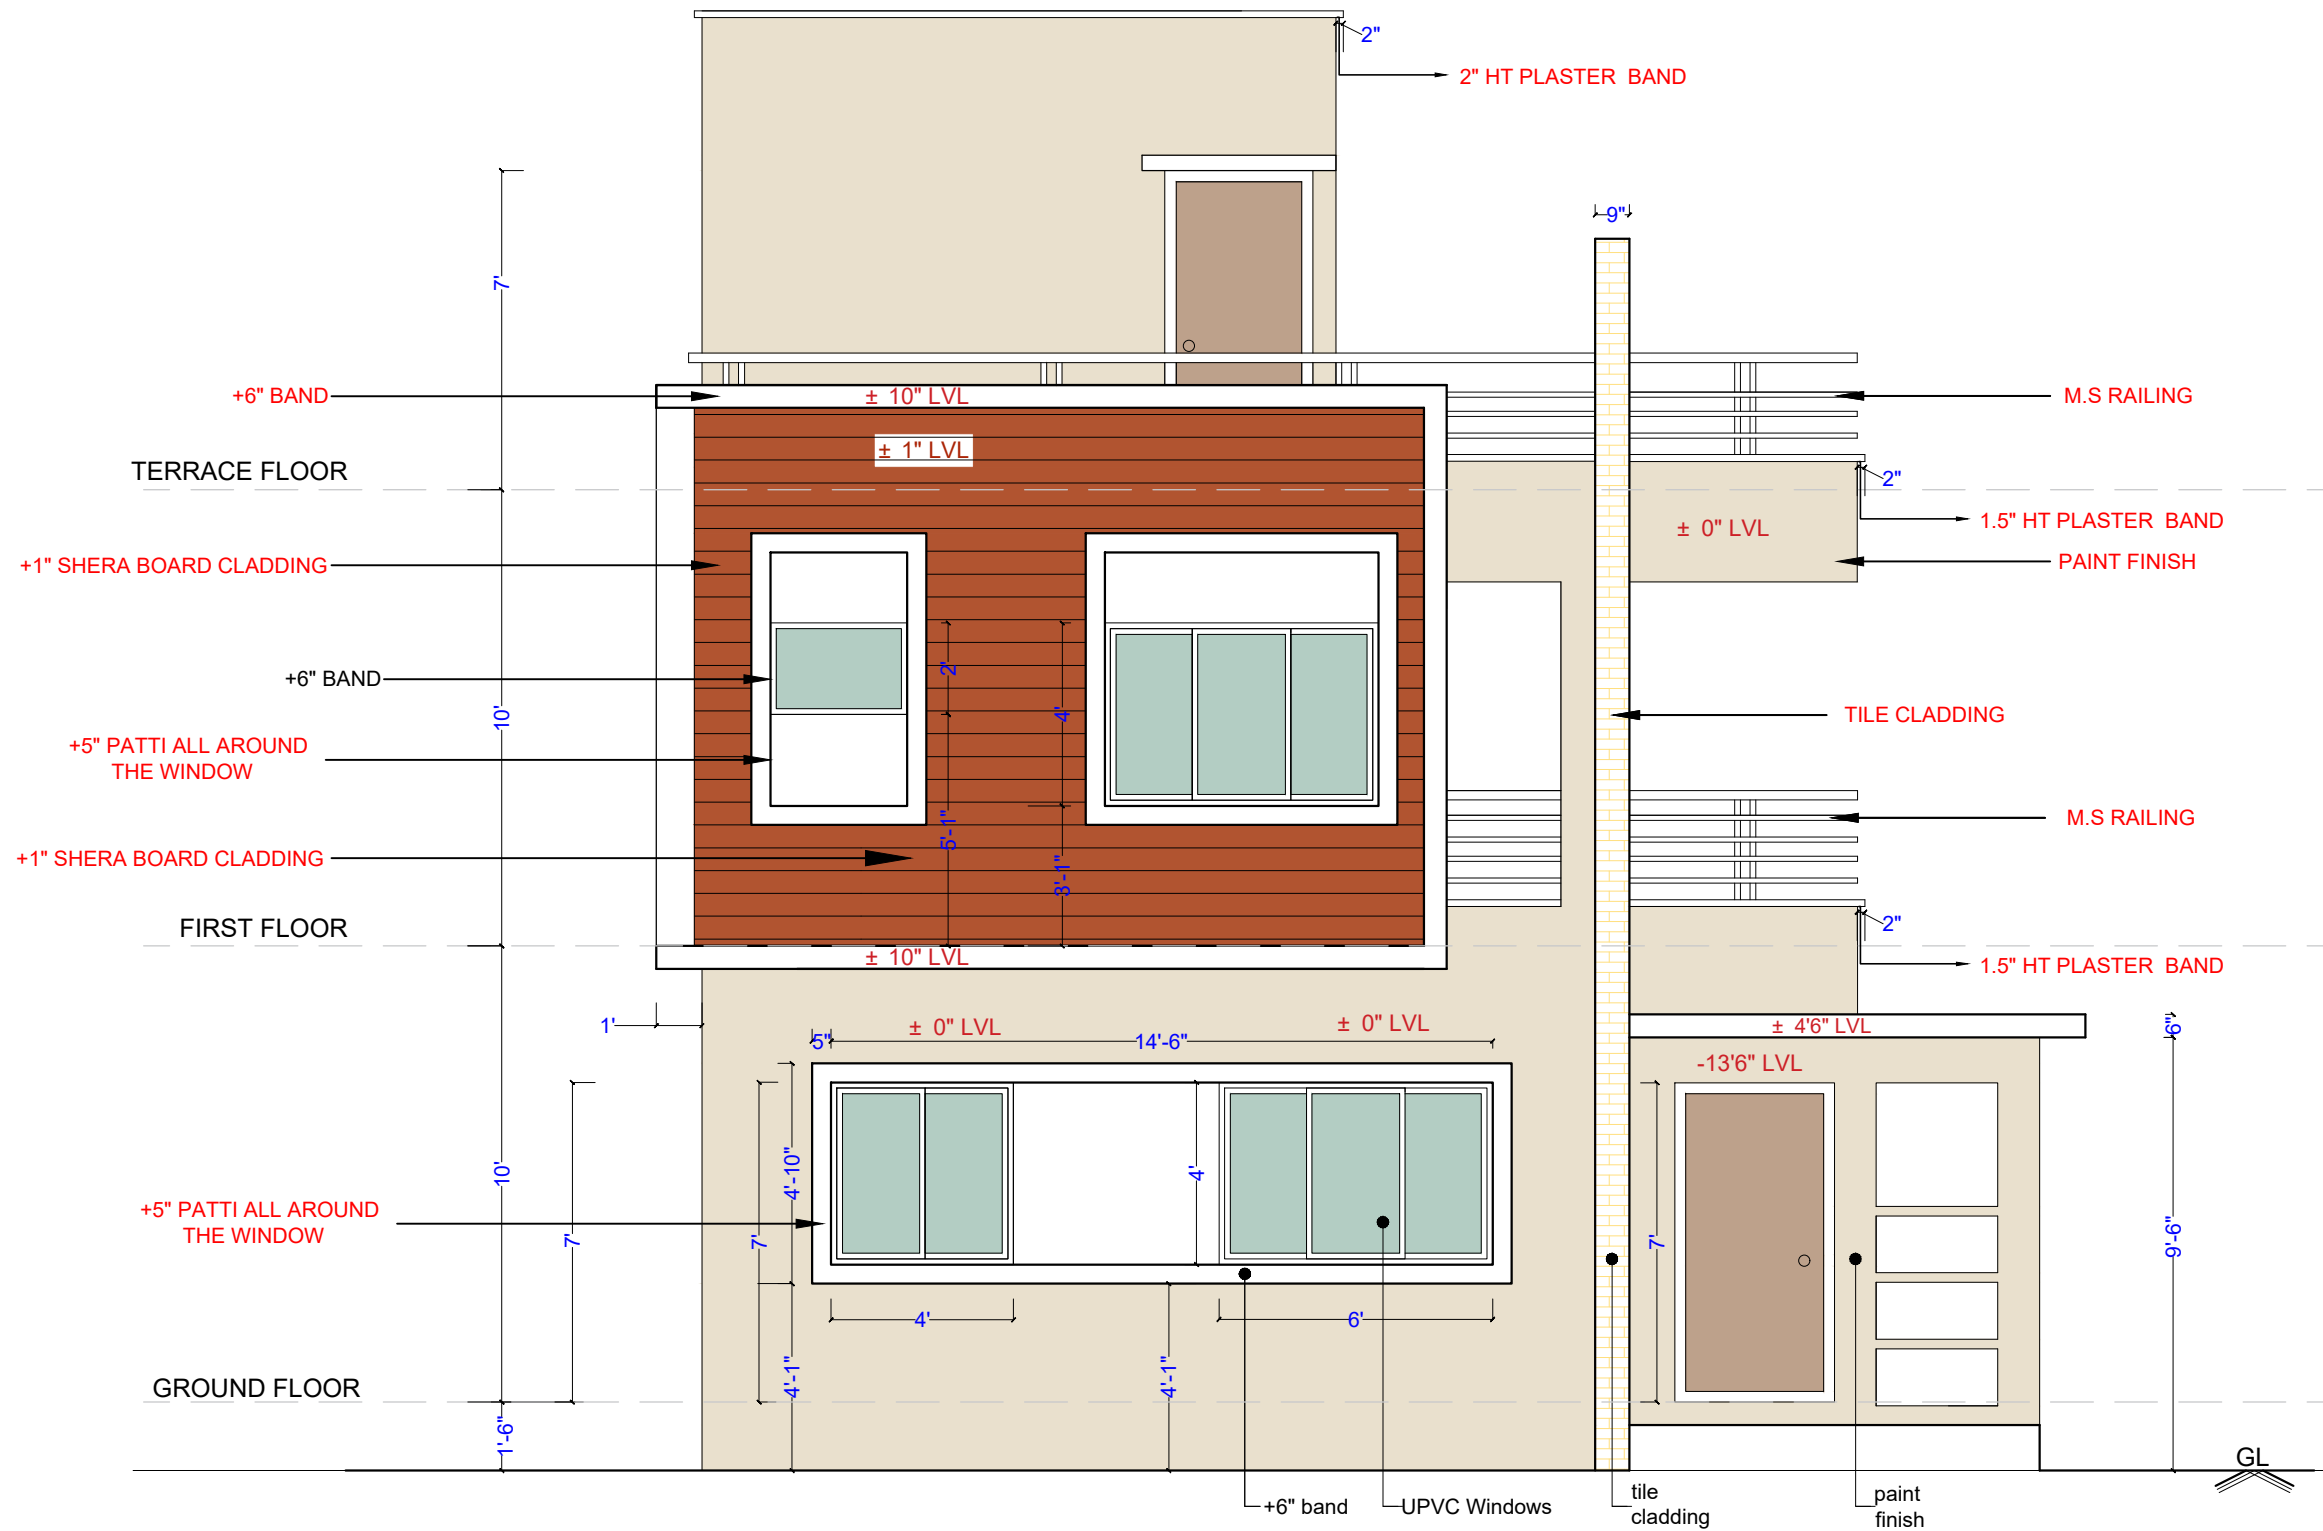 2"
2" HT PLASTER  BAND
9"
7'
+6" BAND
± 10" LVL
M.S RAILING
± 1" LVL
TERRACE FLOOR
2"
1.5" HT PLASTER  BAND
± 0" LVL
+1" SHERA BOARD CLADDING
PAINT FINISH
2'
+6" BAND
10'
4'
TILE CLADDING
+5" PATTI ALL AROUND
THE WINDOW
M.S RAILING
5'-1"
+1" SHERA BOARD CLADDING
3'-1"
FIRST FLOOR
2"
± 10" LVL
1.5" HT PLASTER  BAND
1'
± 0" LVL
± 0" LVL
± 4'6" LVL
6"
5"
14'-6"
-13'6" LVL
10'
4'-10"
4'
+5" PATTI ALL AROUND
THE WINDOW
7'
7'
7'
9'-6"
4'
6'
4'-1"
4'-1"
GROUND FLOOR
1'-6"
GL
+6" band
UPVC Windows
tile
cladding
paint
finish